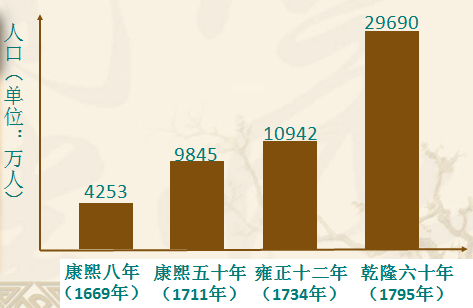 人口（单位：万人）
29690
10942
9845
4253
康熙八年 康熙五十年 雍正十二年 乾隆六十年
（1669年） （1711年） （1734年） （1795年）